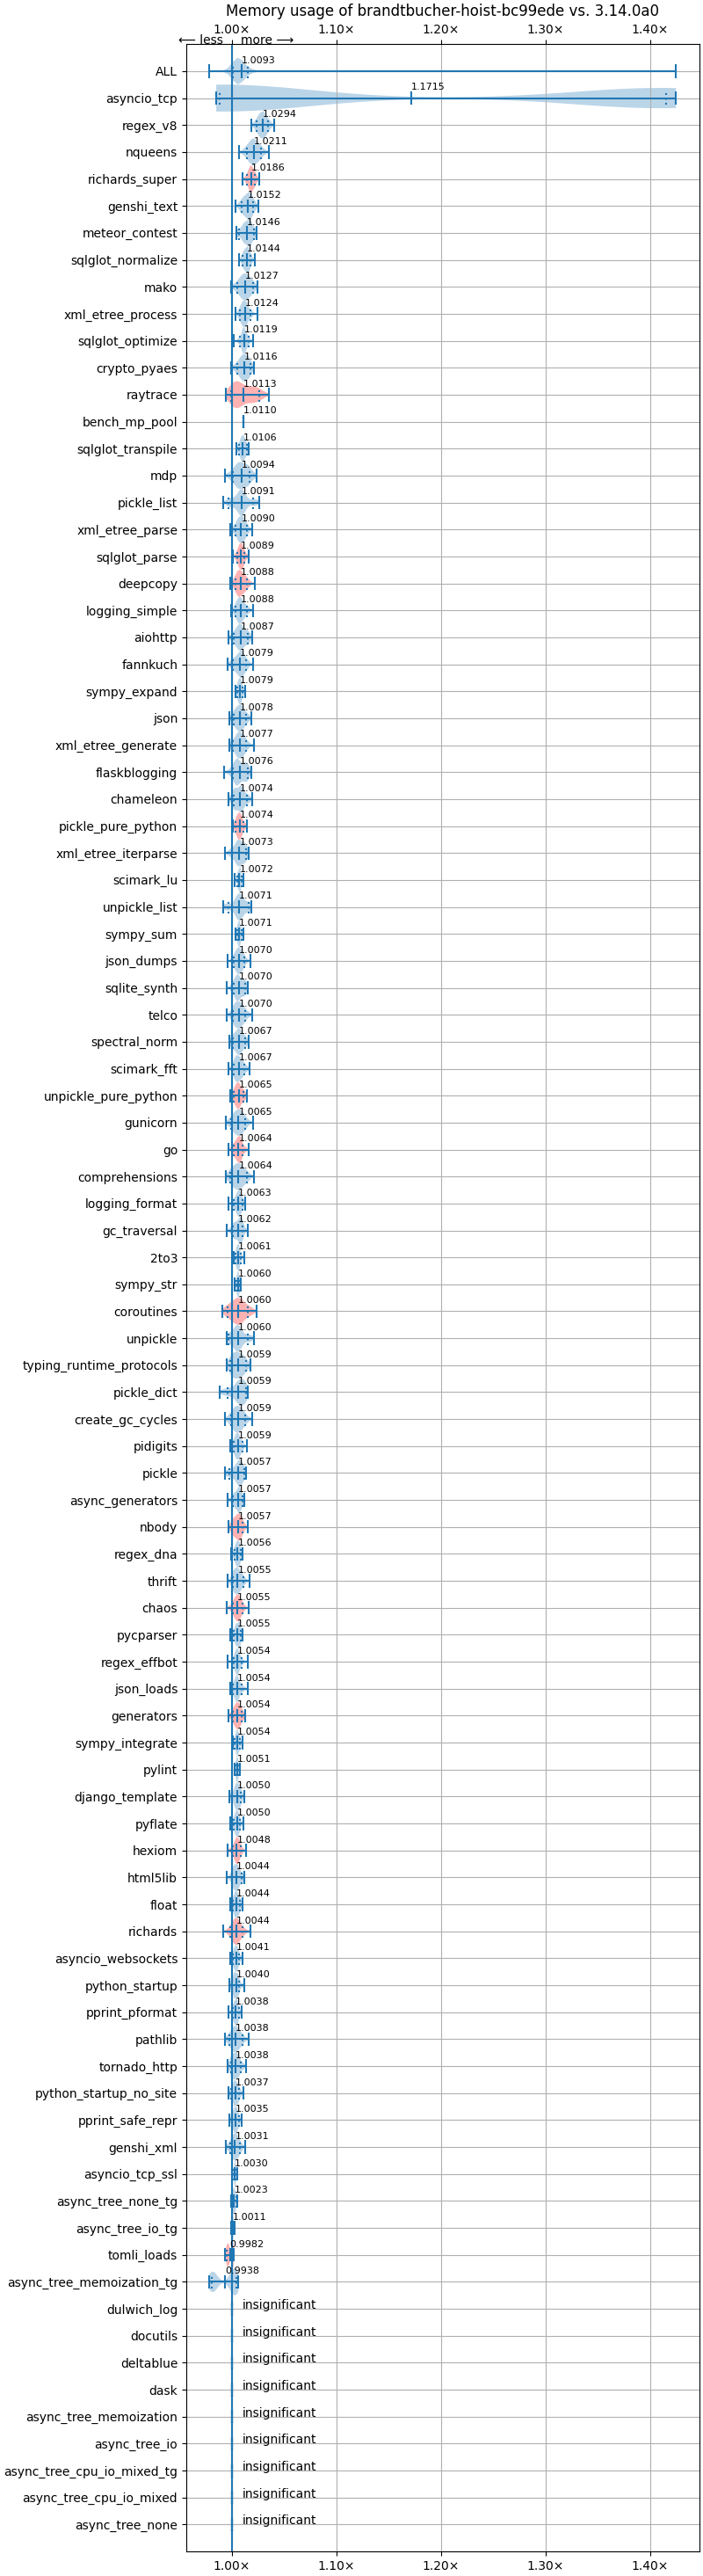 Memory usage of brandtbucher-hoist-bc99ede vs. 3.14.0a0
1.00× 1.10× 1.20× 1.30× 1.40×
⟵ less more ⟶
ALL 1.0093
asyncio_tcp 1.1715
regex_v8 1.0294
nqueens 1.0211
richards_super 1.0186
genshi_text 1.0152
meteor_contest 1.0146
sqlglot_normalize 1.0144
mako 1.0127
xml_etree_process 1.0124
sqlglot_optimize 1.0119
crypto_pyaes 1.0116
raytrace 1.0113
bench_mp_pool 1.0110
sqlglot_transpile 1.0106
mdp 1.0094
pickle_list 1.0091
xml_etree_parse 1.0090
sqlglot_parse 1.0089
deepcopy 1.0088
logging_simple 1.0088
aiohttp 1.0087
fannkuch 1.0079
sympy_expand 1.0079
json 1.0078
xml_etree_generate 1.0077
flaskblogging 1.0076
chameleon 1.0074
pickle_pure_python 1.0074
xml_etree_iterparse 1.0073
scimark_lu 1.0072
unpickle_list 1.0071
sympy_sum 1.0071
json_dumps 1.0070
sqlite_synth 1.0070
telco 1.0070
spectral_norm 1.0067
scimark_fft 1.0067
unpickle_pure_python 1.0065
gunicorn 1.0065
go 1.0064
comprehensions 1.0064
logging_format 1.0063
gc_traversal 1.0062
2to3 1.0061
sympy_str 1.0060
coroutines 1.0060
unpickle 1.0060
typing_runtime_protocols 1.0059
pickle_dict 1.0059
create_gc_cycles 1.0059
pidigits 1.0059
pickle 1.0057
async_generators 1.0057
nbody 1.0057
regex_dna 1.0056
thrift 1.0055
chaos 1.0055
pycparser 1.0055
regex_effbot 1.0054
json_loads 1.0054
generators 1.0054
sympy_integrate 1.0054
pylint 1.0051
django_template 1.0050
pyflate 1.0050
hexiom 1.0048
html5lib 1.0044
float 1.0044
richards 1.0044
asyncio_websockets 1.0041
python_startup 1.0040
pprint_pformat 1.0038
pathlib 1.0038
tornado_http 1.0038
python_startup_no_site 1.0037
pprint_safe_repr 1.0035
genshi_xml 1.0031
asyncio_tcp_ssl 1.0030
async_tree_none_tg 1.0023
async_tree_io_tg 1.0011
tomli_loads 0.9982
async_tree_memoization_tg 0.9938
dulwich_log insignificant
docutils insignificant
deltablue insignificant
dask insignificant
async_tree_memoization insignificant
async_tree_io insignificant
async_tree_cpu_io_mixed_tg insignificant
async_tree_cpu_io_mixed insignificant
async_tree_none insignificant
1.00× 1.10× 1.20× 1.30× 1.40×